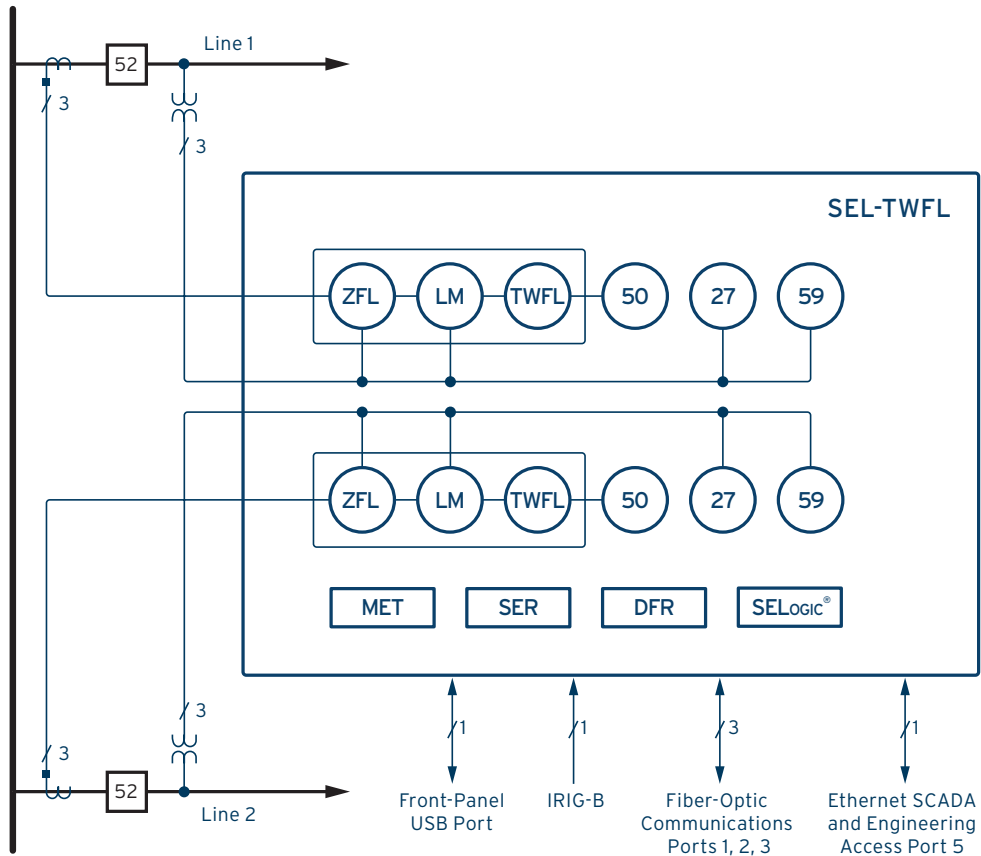 Line 1
52
3
3
SEL-TWFL
ZFL LM TWFL 50 27 59
ZFL LM TWFL 50 27 59
MET SER DFR SELOGIC®
3
3
52
Line 2
1
1
3
1
Front-Panel
USB Port
IRIG-B
Fiber-Optic
Communications
Ports 1, 2, 3
Ethernet SCADA
and Engineering
Access Port 5